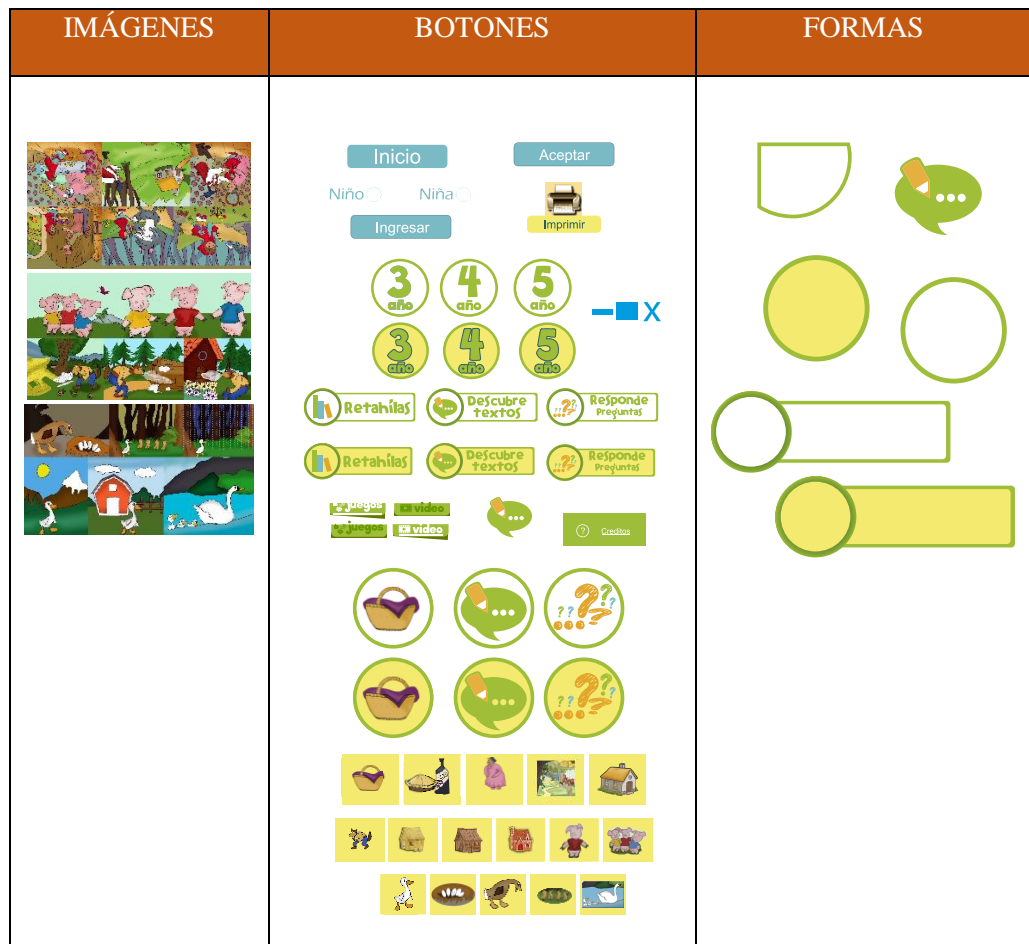 IMÁGENES
BOTONES
FORMAS
Inicio
Aceptar
Niño
Niña
Ingresar
Imprimir
3 año
4 año
5 año
X
3 año
4 año
5 año
Retahílas
Descubre textos
Responde Preguntas
Retahílas
Descubre textos
Responde Preguntas
juegos
video
juegos
video
? Creditos